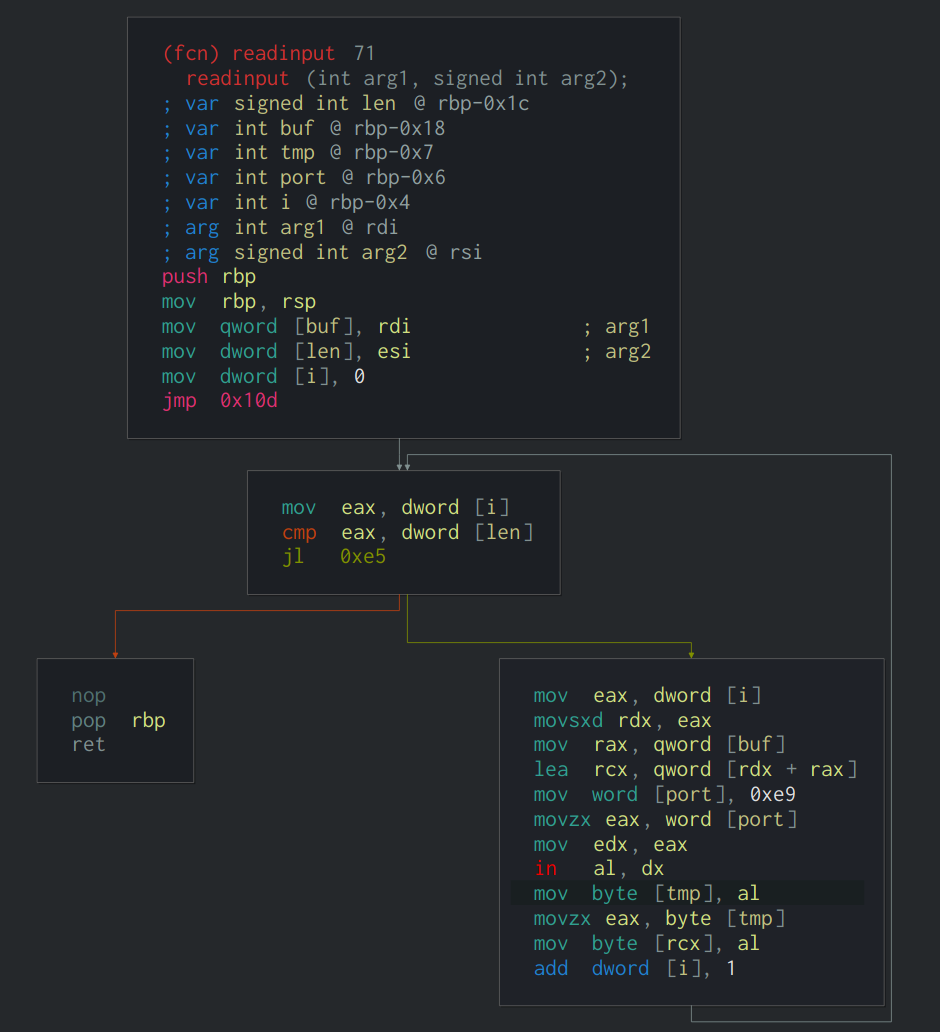 (fcn) readinput 71
readinput (int arg1, signed int arg2);
; var signed int len @ rbp-0x1c
; var int buf @ rbp-0x18
; var int tmp @ rbp-0x7
; var int port @ rbp-0x6
; var int i @ rbp-0x4
; arg int arg1 @ rdi
; arg signed int arg2 @ rsi
push rbp
mov rbp, rsp
mov qword [buf], rdi ; arg1
mov dword [len], esi ; arg2
mov dword [i], 0
jmp 0x10d
mov eax, dword [i]
cmp eax, dword [len]
jl 0xe5
nop
pop rbp
ret
mov eax, dword [i]
movsxd rdx, eax
mov rax, qword [buf]
lea rcx, qword [rdx + rax]
mov word [port], 0xe9
movzx eax, word [port]
mov edx, eax
in al, dx
mov byte [tmp], al
movzx eax, byte [tmp]
mov byte [rcx], al
add dword [i], 1